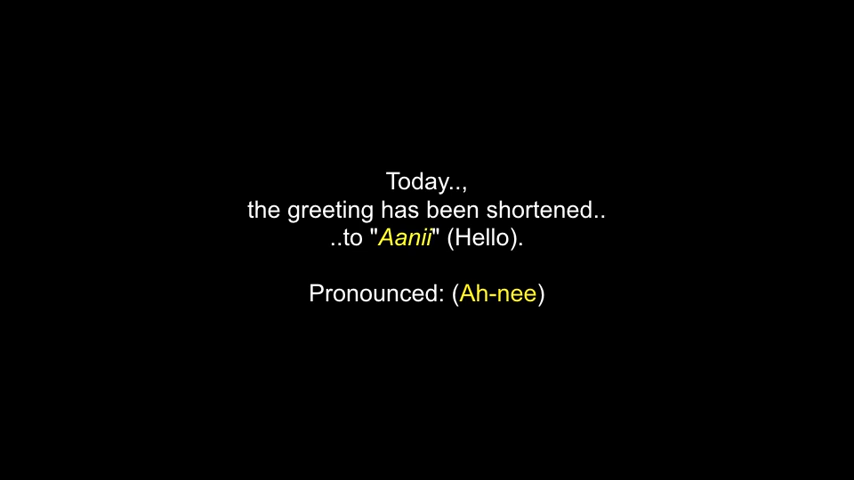 Today..,
the greeting has been shortened..
..to "Aanii" (Hello).
Pronounced: (Ah-nee)